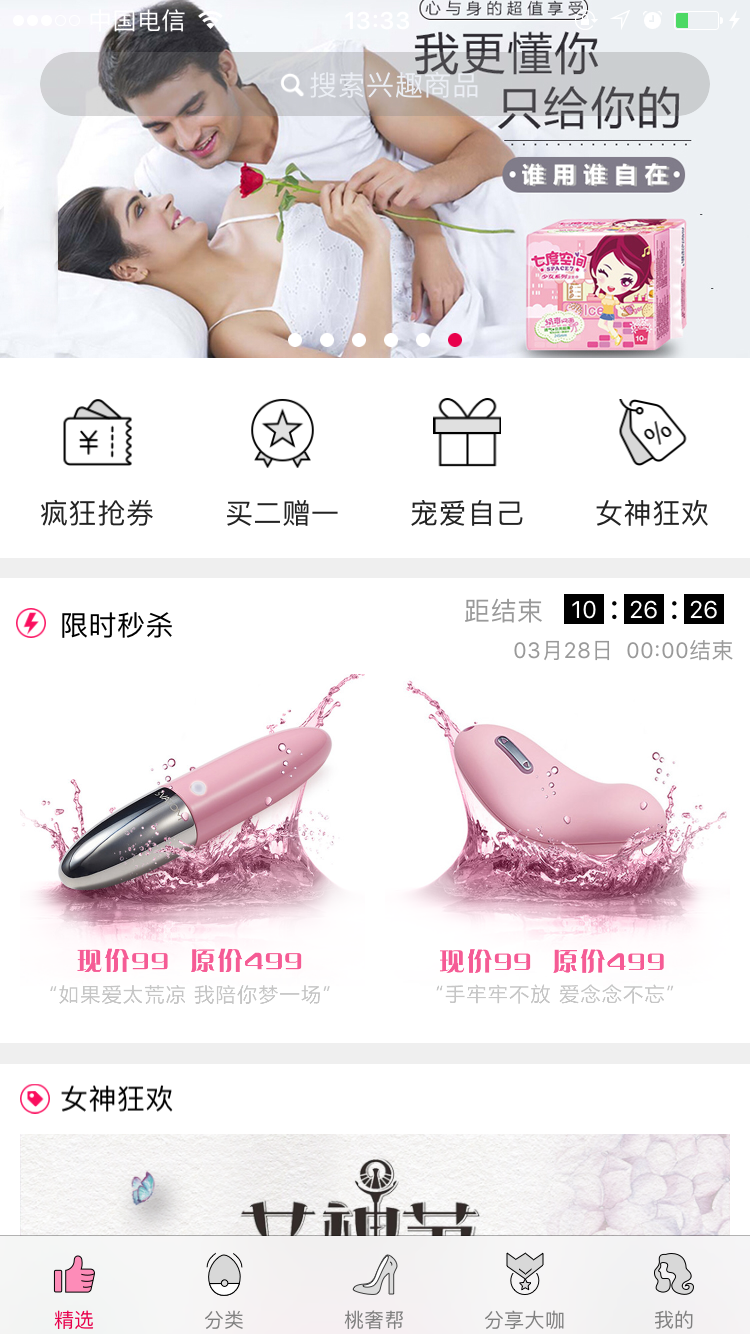 中国电信 13:33
心与身的超值享受
我更懂你
搜索兴趣商品
只给你的
·谁用谁自在·
七度空间
SPACE7
少女系列
Ice
疯狂抢券 买二赠一 宠爱自己 女神狂欢
限时秒杀
距结束 10:26:26
03月28日 00:00结束
现价99 原价499 现价99 原价499
“如果爱太荒凉 我陪你梦一场” “手牢牢不放 爱念念不忘”
女神狂欢
女神节
精选 分类 桃奢帮 分享大咖 我的